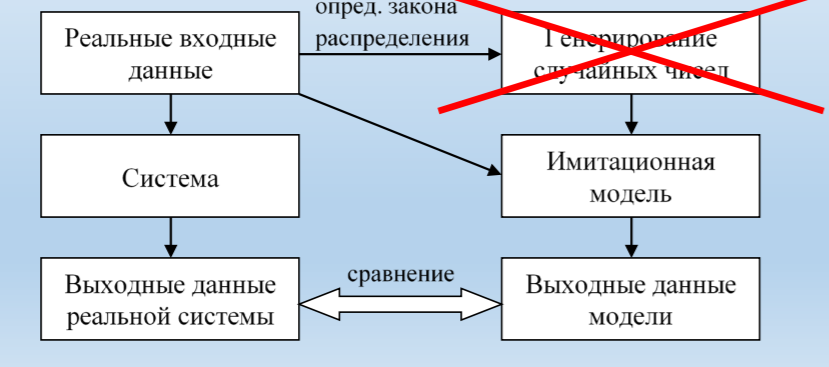 опред. закона
распределения
Реальные входные
данные
Генерирование
случайных чисел
Система
Имитационная
модель
Выходные данные
реальной системы
сравнение
Выходные данные
модели